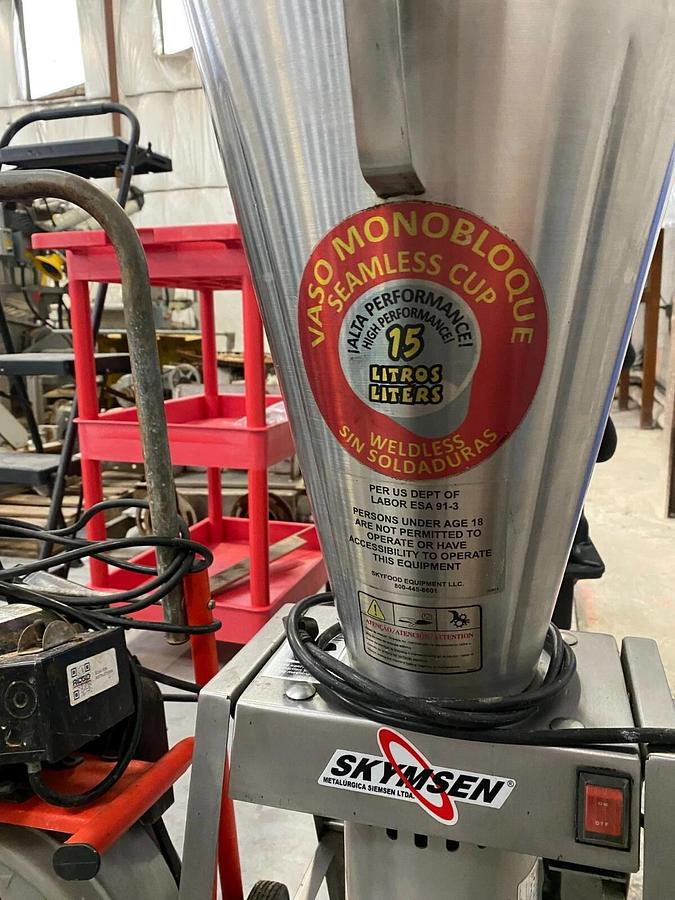 VASO MONOBLOQUE
SEAMLESS CUP
¡ALTA PERFORMANCE!
HIGH PERFORMANCE!
15
LITROS
LITERS
WELDLESS
SIN SOLDADURAS
PER US DEPT OF
LABOR ESA 91-3
PERSONS UNDER AGE 18
ARE NOT PERMITTED TO
OPERATE OR HAVE
ACCESSIBILITY TO OPERATE
THIS EQUIPMENT
SKYFOOD EQUIPMENT LLC.
800-445-6601
ATENÇÃO/ATENCION/ATTENTION
RIDGID
SKYMSEN®
METALÚRGICA SIEMSEN LTDA.
ON
OFF